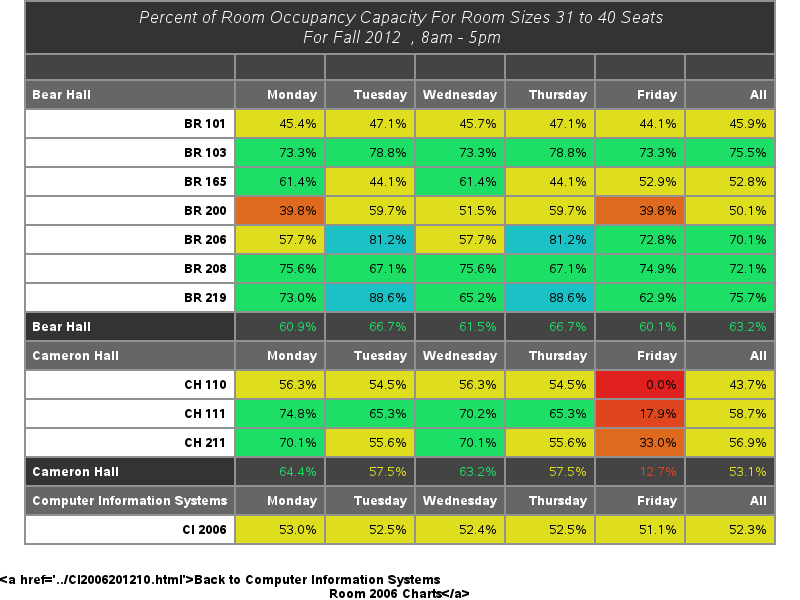 Percent of Room Occupancy Capacity For Room Sizes 31 to 40 Seats
For Fall 2012 , 8am - 5pm
Bear Hall Monday Tuesday Wednesday Thursday Friday All
BR 101 45.4% 47.1% 45.7% 47.1% 44.1% 45.9%
BR 103 73.3% 78.8% 73.3% 78.8% 73.3% 75.5%
BR 165 61.4% 44.1% 61.4% 44.1% 52.9% 52.8%
BR 200 39.8% 59.7% 51.5% 59.7% 39.8% 50.1%
BR 206 57.7% 81.2% 57.7% 81.2% 72.8% 70.1%
BR 208 75.6% 67.1% 75.6% 67.1% 74.9% 72.1%
BR 219 73.0% 88.6% 65.2% 88.6% 62.9% 75.7%
Bear Hall 60.9% 66.7% 61.5% 66.7% 60.1% 63.2%
Cameron Hall Monday Tuesday Wednesday Thursday Friday All
CH 110 56.3% 54.5% 56.3% 54.5% 0.0% 43.7%
CH 111 74.8% 65.3% 70.2% 65.3% 17.9% 58.7%
CH 211 70.1% 55.6% 70.1% 55.6% 33.0% 56.9%
Cameron Hall 64.4% 57.5% 63.2% 57.5% 12.7% 53.1%
Computer Information Systems Monday Tuesday Wednesday Thursday Friday All
CI 2006 53.0% 52.5% 52.4% 52.5% 51.1% 52.3%
<a href='../CI2006201210.html'>Back to Computer Information Systems
Room 2006 Charts</a>